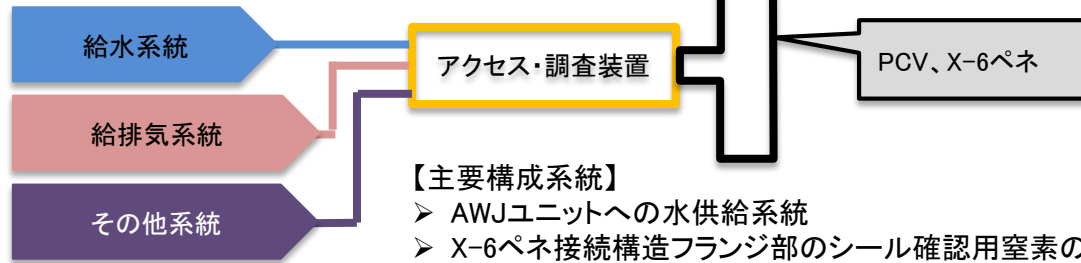 給水系統
アクセス・調査装置
PCV、X-6ペネ
給排気系統
その他系統
【主要構成系統】
➢ AWJユニットへの水供給系統
➢ X-6ペネ接続構造フランジ部のシール確認用窒素の